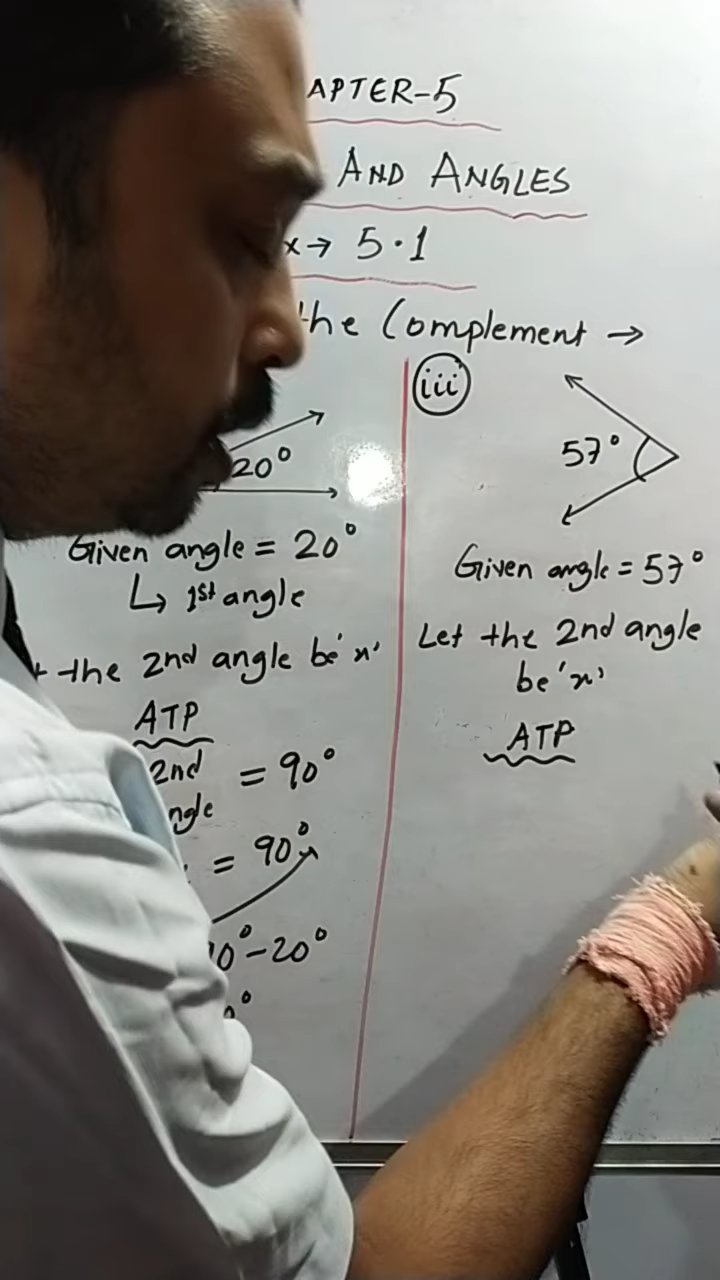 APTER-5
AND ANGLES
x→ 5.1
the Complement →
20°
Given angle = 20°
↳ 1st angle
the 2nd angle be 'x'
ATP
2nd = 90°
ngle
= 90°
0°-20°
0°
iii
57°
Given angle = 57°
Let the 2nd angle
be 'x'
ATP